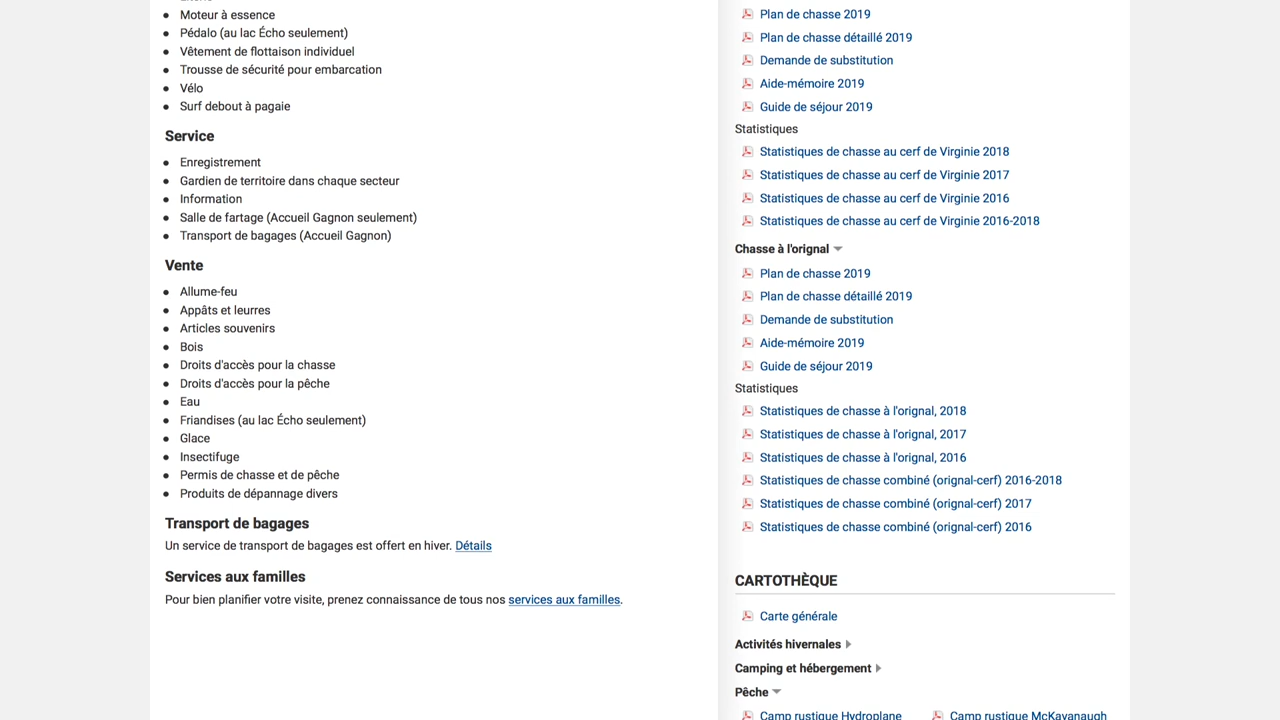 Moteur à essence
Pédalo (au lac Écho seulement)
Vêtement de flottaison individuel
Trousse de sécurité pour embarcation
Vélo
Surf debout à pagaie
Service
Enregistrement
Gardien de territoire dans chaque secteur
Information
Salle de fartage (Accueil Gagnon seulement)
Transport de bagages (Accueil Gagnon)
Vente
Allume-feu
Appâts et leurres
Articles souvenirs
Bois
Droits d'accès pour la chasse
Droits d'accès pour la pêche
Eau
Friandises (au lac Écho seulement)
Glace
Insectifuge
Permis de chasse et de pêche
Produits de dépannage divers
Transport de bagages
Un service de transport de bagages est offert en hiver. Détails
Services aux familles
Pour bien planifier votre visite, prenez connaissance de tous nos services aux familles.
Plan de chasse 2019
Plan de chasse détaillé 2019
Demande de substitution
Aide-mémoire 2019
Guide de séjour 2019
Statistiques
Statistiques de chasse au cerf de Virginie 2018
Statistiques de chasse au cerf de Virginie 2017
Statistiques de chasse au cerf de Virginie 2016
Statistiques de chasse au cerf de Virginie 2016-2018
Chasse à l'orignal
Plan de chasse 2019
Plan de chasse détaillé 2019
Demande de substitution
Aide-mémoire 2019
Guide de séjour 2019
Statistiques
Statistiques de chasse à l'orignal, 2018
Statistiques de chasse à l'orignal, 2017
Statistiques de chasse à l'orignal, 2016
Statistiques de chasse combiné (orignal-cerf) 2016-2018
Statistiques de chasse combiné (orignal-cerf) 2017
Statistiques de chasse combiné (orignal-cerf) 2016
CARTOTHÈQUE
Carte générale
Activités hivernales
Camping et hébergement
Pêche
Camp rustique Hydroplane
Camp rustique McKavanaugh